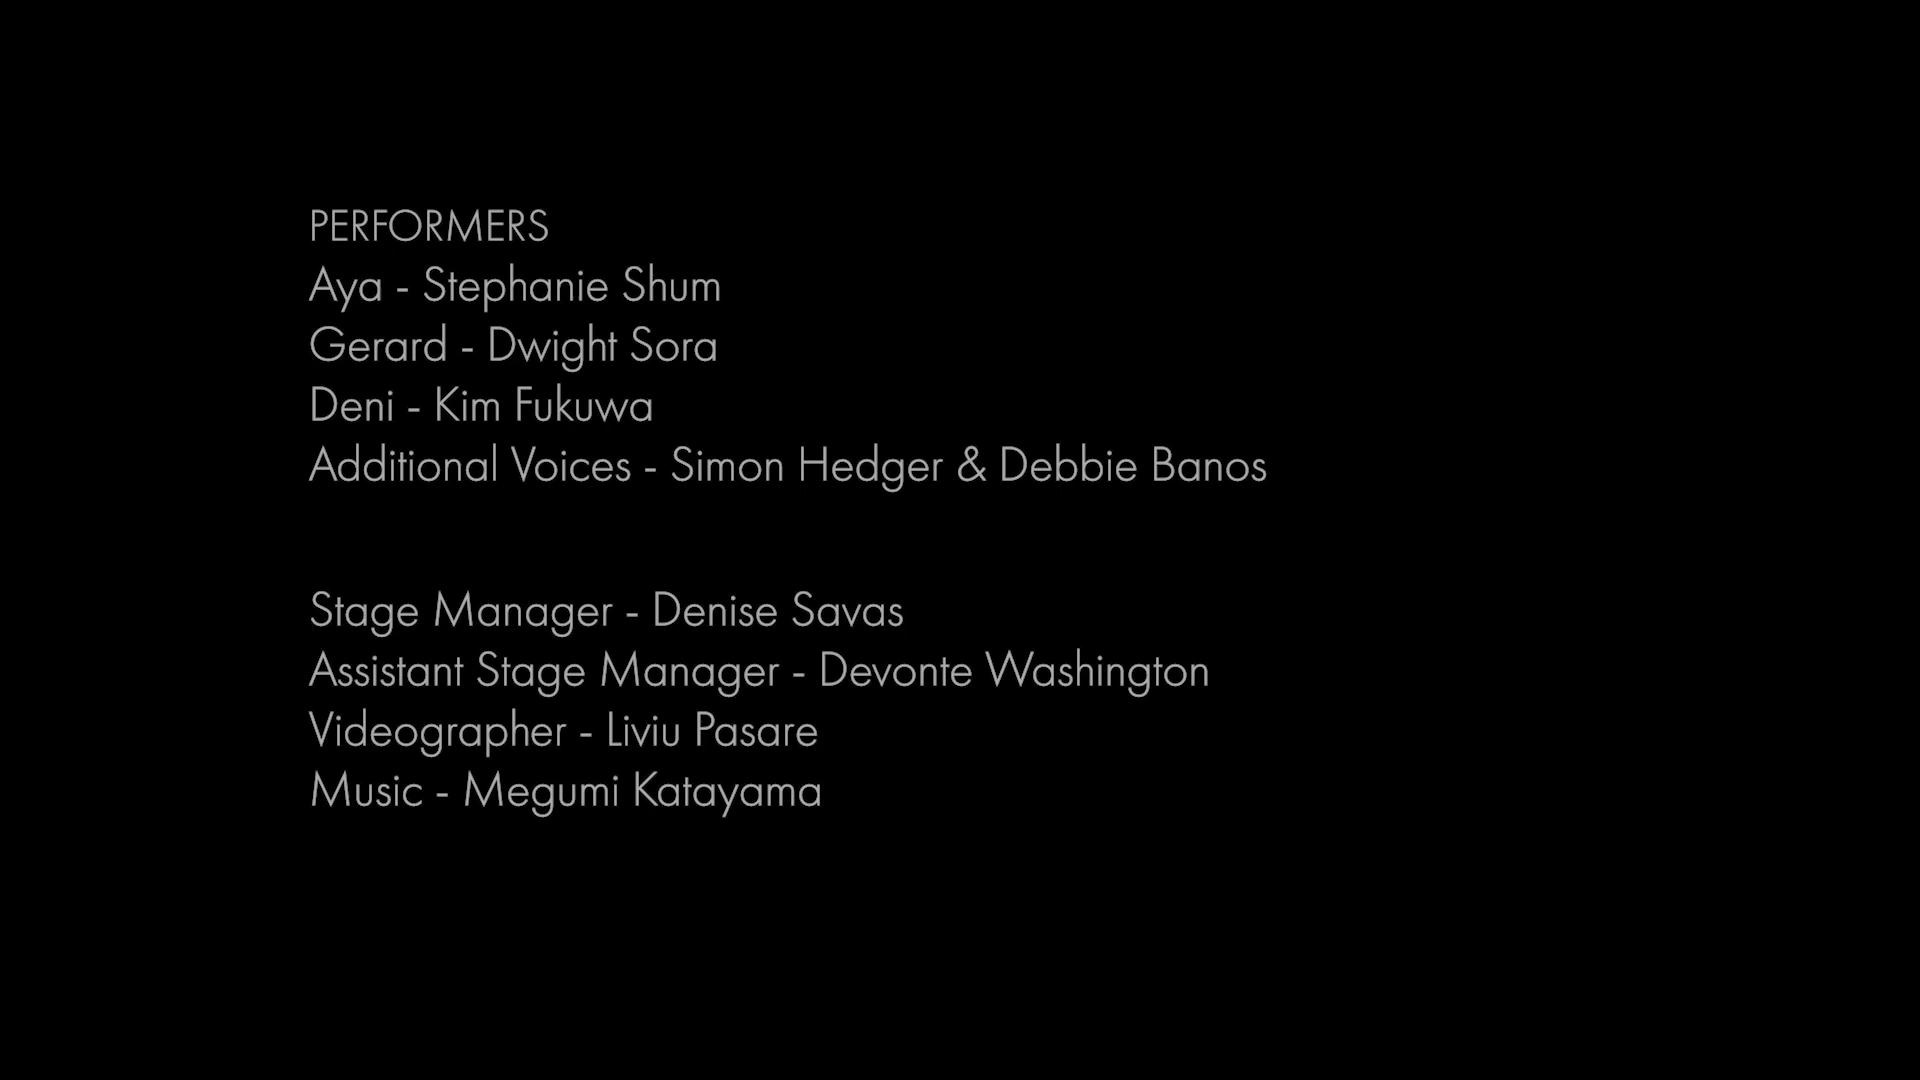 PERFORMERS
Aya - Stephanie Shum
Gerard - Dwight Sora
Deni - Kim Fukuwa
Additional Voices - Simon Hedger & Debbie Banos
Stage Manager - Denise Savas
Assistant Stage Manager - Devonte Washington
Videographer - Liviu Pasare
Music - Megumi Katayama